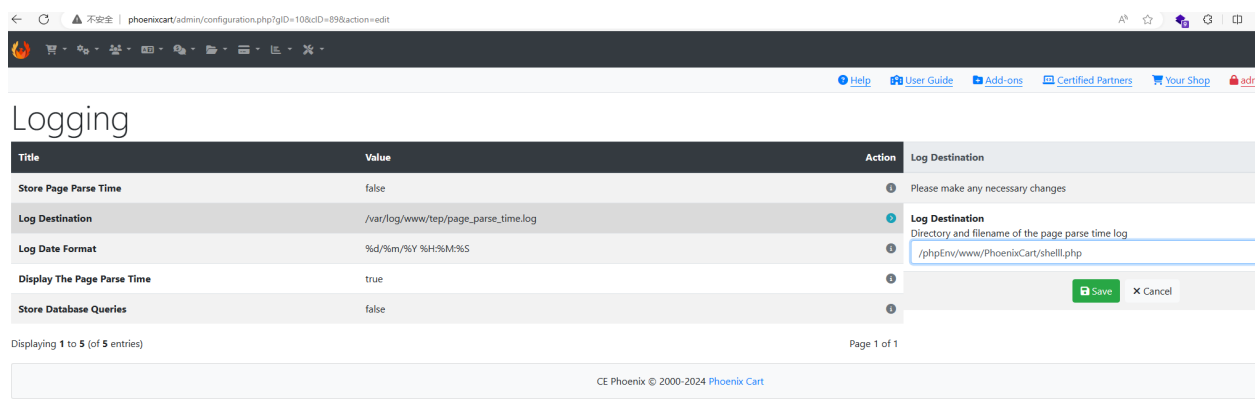 不安全 phoenixcart/admin/configuration.php?gID=10&cID=89&action=edit
Help User Guide Add-ons Certified Partners Your Shop adr
Logging
Title Value Action Log Destination
Store Page Parse Time false Please make any necessary changes
Log Destination /var/log/www/tep/page_parse_time.log Log Destination
Directory and filename of the page parse time log
Log Date Format %d/%m/%Y %H:%M:%S /phpEnv/www/PhoenixCart/shelll.php
Display The Page Parse Time true
Save Cancel
Store Database Queries false
Displaying 1 to 5 (of 5 entries) Page 1 of 1
CE Phoenix © 2000-2024 Phoenix Cart